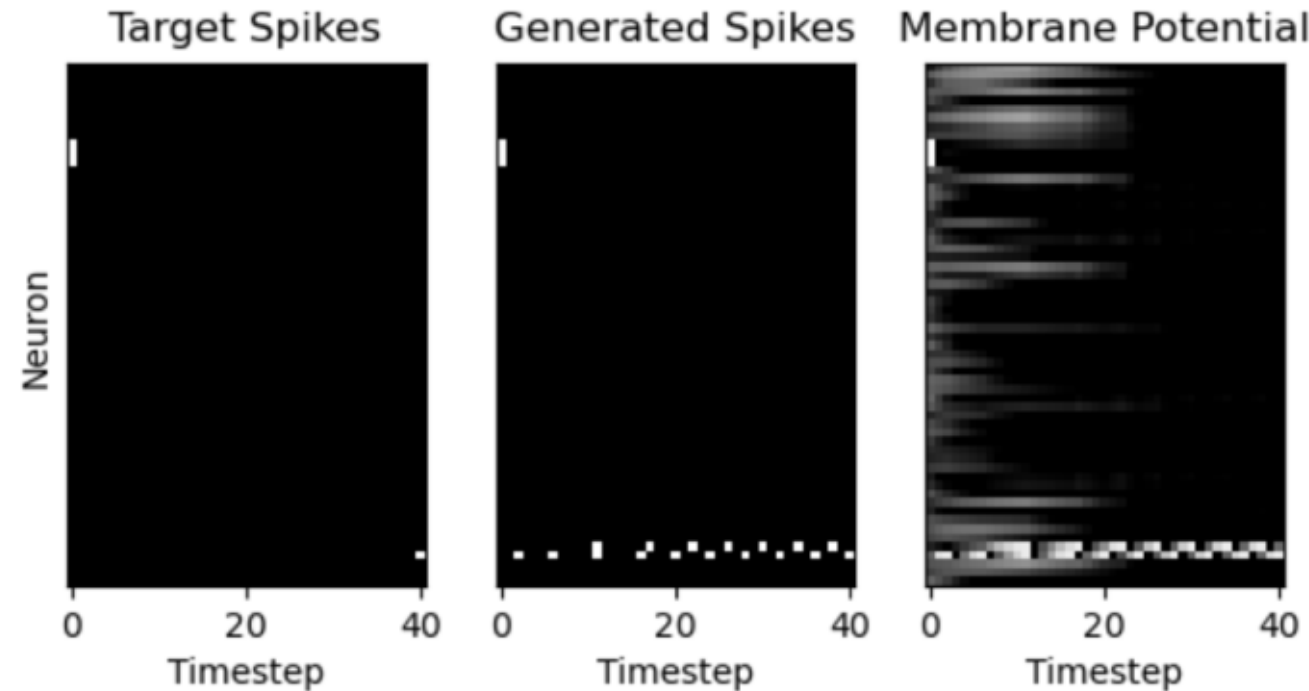 Target Spikes
Generated Spikes
Membrane Potential
Neuron
0 20 40
0 20 40
0 20 40
Timestep
Timestep
Timestep